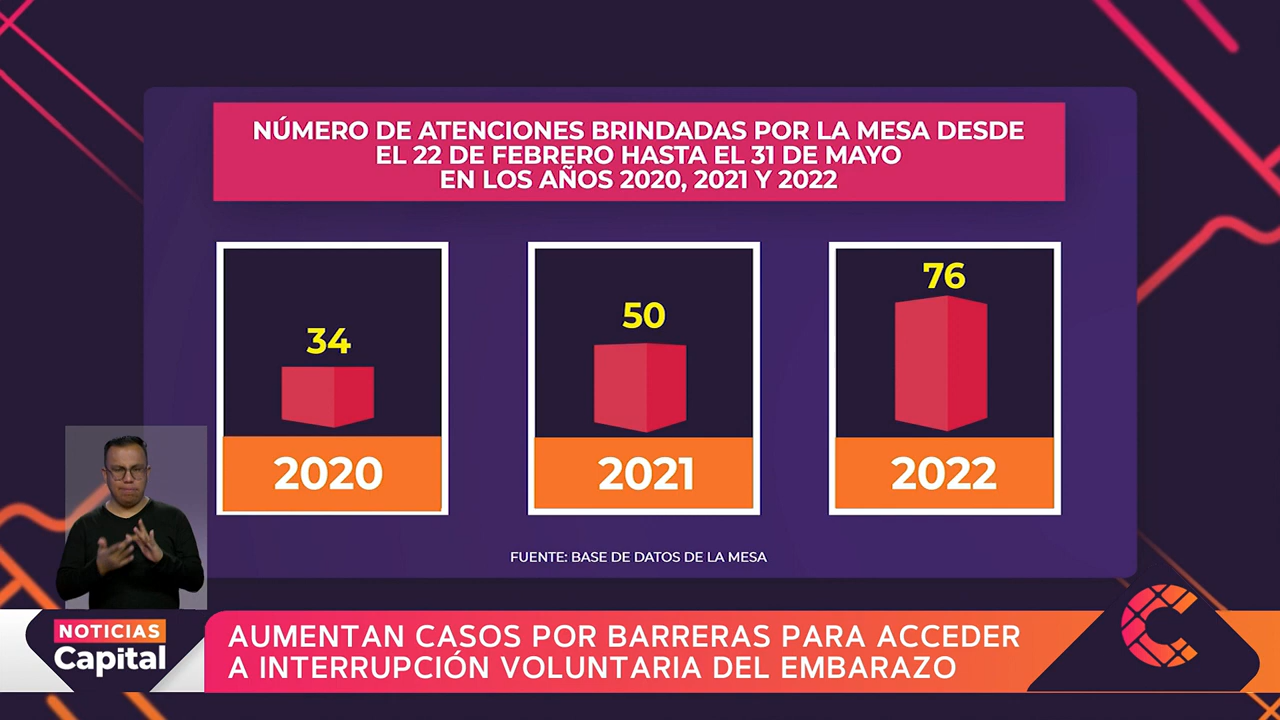 NÚMERO DE ATENCIONES BRINDADAS POR LA MESA DESDE
EL 22 DE FEBRERO HASTA EL 31 DE MAYO
EN LOS AÑOS 2020, 2021 Y 2022
34
50
76
2020
2021
2022
FUENTE: BASE DE DATOS DE LA MESA
NOTICIAS
Capital
AUMENTAN CASOS POR BARRERAS PARA ACCEDER
A INTERRUPCIÓN VOLUNTARIA DEL EMBARAZO